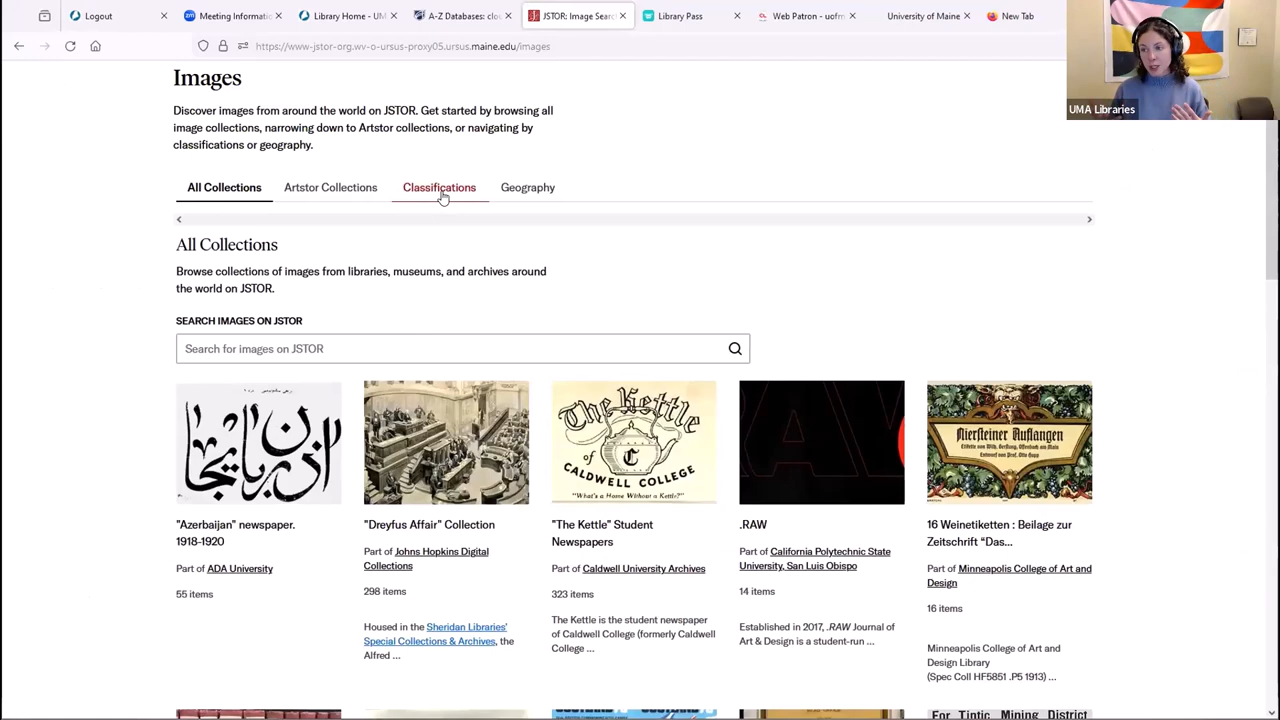 Logout
Meeting Informatio
Library Home - UM
A-Z Databases: clo
JSTOR: Image Searc
Library Pass
Web Patron - uofm
University of Maine
New Tab
https://www-jstor-org.wv-o-ursus-proxy05.ursus.maine.edu/images
UMA Libraries
Images
Discover images from around the world on JSTOR. Get started by browsing all
image collections, narrowing down to Artstor collections, or navigating by
classifications or geography.
All Collections Artstor Collections Classifications Geography
All Collections
Browse collections of images from libraries, museums, and archives around
the world on JSTOR.
SEARCH IMAGES ON JSTOR
Search for images on JSTOR
The Kettle
of C
CALDWELL COLLEGE
"What's a Home Without a Kettle?"
RAW
Niersteiner Auflangen
"Azerbaijan" newspaper.
1918-1920
Part of ADA University
55 items
"Dreyfus Affair" Collection
Part of Johns Hopkins Digital
Collections
298 items
Housed in the Sheridan Libraries'
Special Collections & Archives, the
Alfred ...
"The Kettle" Student
Newspapers
Part of Caldwell University Archives
323 items
The Kettle is the student newspaper
of Caldwell College (formerly Caldwell
College ...
.RAW
Part of California Polytechnic State
University, San Luis Obispo
14 items
Established in 2017, .RAW Journal of
Art & Design is a student-run ...
16 Weinetiketten : Beilage zur
Zeitschrift “Das...
Part of Minneapolis College of Art and
Design
16 items
Minneapolis College of Art and
Design Library
(Spec Coll HF5851 .P5 1913) ...
For Tintic Mining District